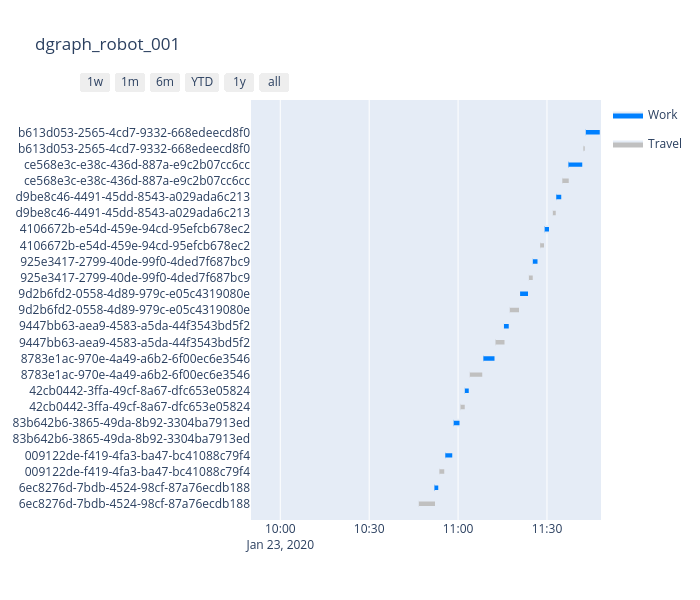 dgraph_robot_001
1w 1m 6m YTD 1y all
Work
Travel
b613d053-2565-4cd7-9332-668edeecd8f0
b613d053-2565-4cd7-9332-668edeecd8f0
ce568e3c-e38c-436d-887a-e9c2b07cc6cc
ce568e3c-e38c-436d-887a-e9c2b07cc6cc
d9be8c46-4491-45dd-8543-a029ada6c213
d9be8c46-4491-45dd-8543-a029ada6c213
4106672b-e54d-459e-94cd-95efcb678ec2
4106672b-e54d-459e-94cd-95efcb678ec2
925e3417-2799-40de-99f0-4ded7f687bc9
925e3417-2799-40de-99f0-4ded7f687bc9
9d2b6fd2-0558-4d89-979c-e05c4319080e
9d2b6fd2-0558-4d89-979c-e05c4319080e
9447bb63-aea9-4583-a5da-44f3543bd5f2
9447bb63-aea9-4583-a5da-44f3543bd5f2
8783e1ac-970e-4a49-a6b2-6f00ec6e3546
8783e1ac-970e-4a49-a6b2-6f00ec6e3546
42cb0442-3ffa-49cf-8a67-dfc653e05824
42cb0442-3ffa-49cf-8a67-dfc653e05824
83b642b6-3865-49da-8b92-3304ba7913ed
83b642b6-3865-49da-8b92-3304ba7913ed
009122de-f419-4fa3-ba47-bc41088c79f4
009122de-f419-4fa3-ba47-bc41088c79f4
6ec8276d-7bdb-4524-98cf-87a76ecdb188
6ec8276d-7bdb-4524-98cf-87a76ecdb188
10:00 10:30 11:00 11:30
Jan 23, 2020